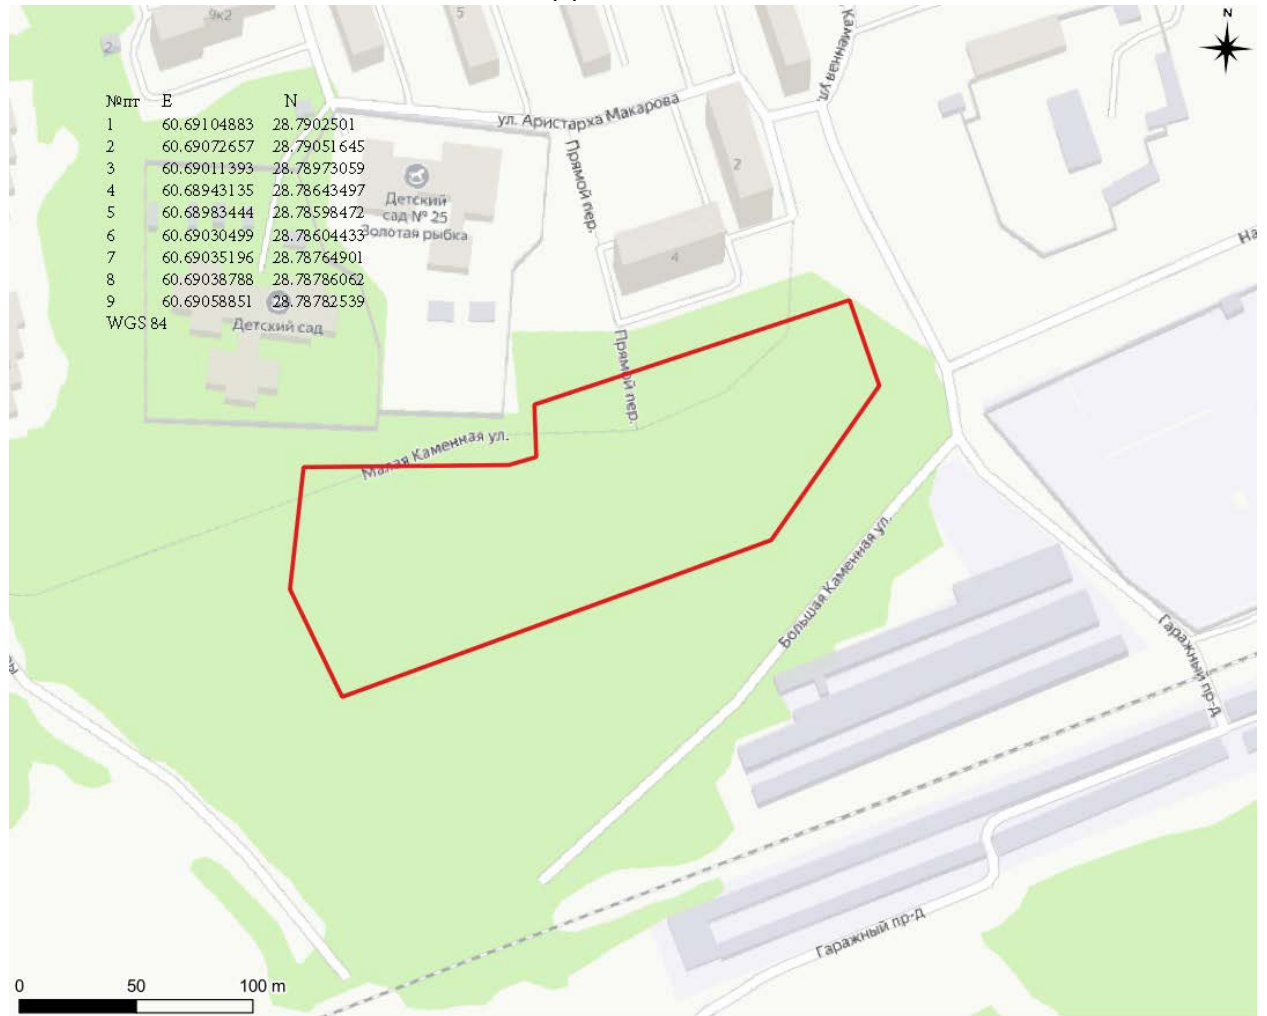 N
9к2
5
2
Каменная ул.
ул. Аристарха Макарова
№пт E N
1 60.69104883 28.7902501
2 60.69072657 28.79051645
3 60.69011393 28.78973059
4 60.68943135 28.78643497
5 60.68983444 28.78598472
6 60.69030499 28.78604433
7 60.69035196 28.78764901
8 60.69038788 28.78786062
9 60.69058851 28.78782539
WGS 84
Прямой пер.
2
Детский
сад № 25
Золотая рыбка
На
4
Детский сад
Прямой пер.
Малая Каменная ул.
Большая Каменная ул.
Гаражный пр-д
Гаражный пр-д
0 50 100 m